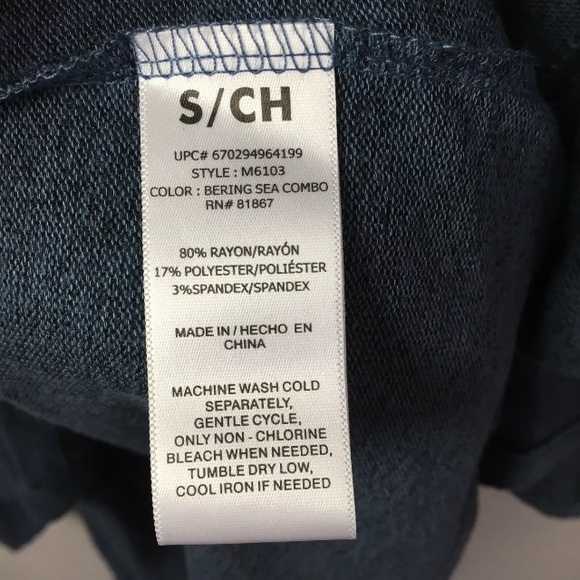 S/CH
UPC# 670294964199
STYLE : M6103
COLOR : BERING SEA COMBO
RN# 81867
80% RAYON/RAYÓN
17% POLYESTER/POLIÉSTER
3%SPANDEX/SPANDEX
MADE IN / HECHO EN
CHINA
MACHINE WASH COLD
SEPARATELY,
GENTLE CYCLE,
ONLY NON - CHLORINE
BLEACH WHEN NEEDED,
TUMBLE DRY LOW,
COOL IRON IF NEEDED